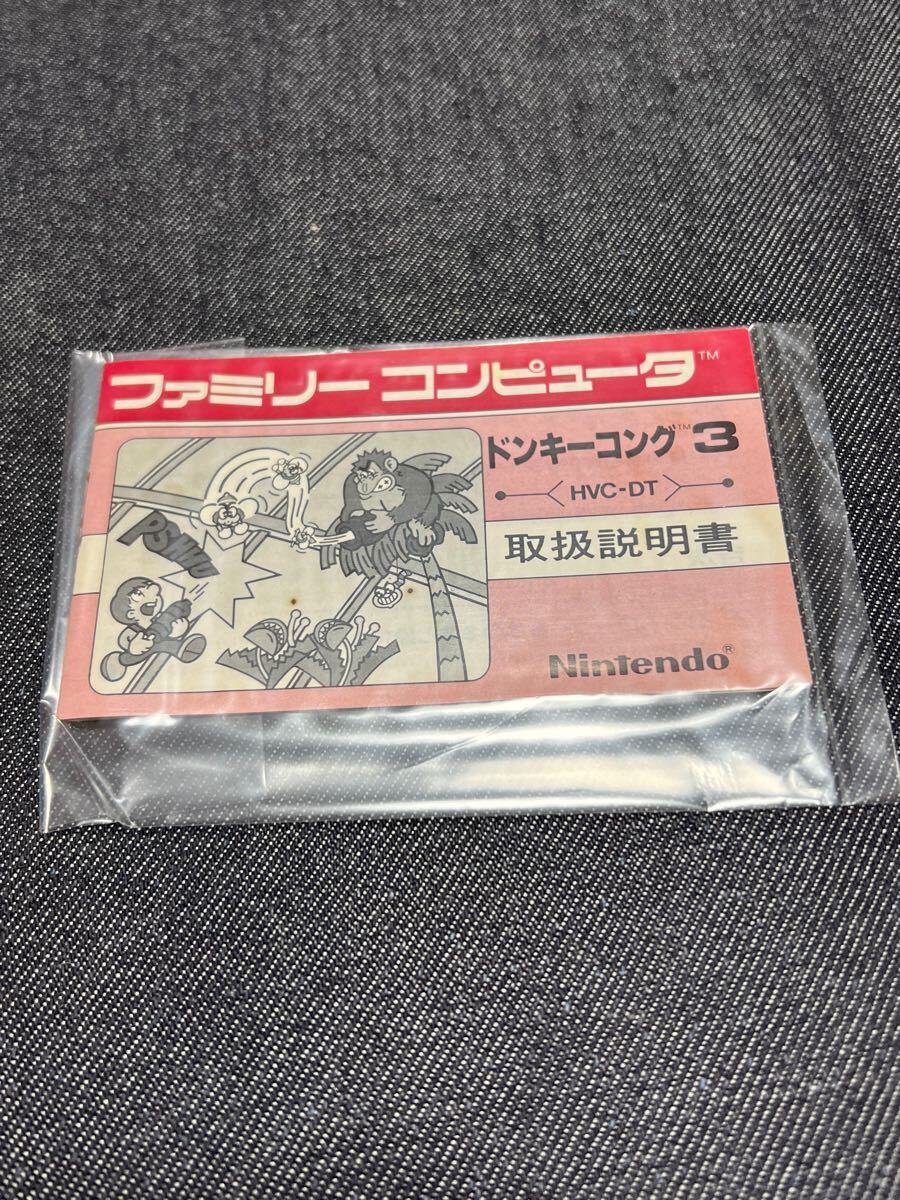 ファミリーコンピュータ™
ドンキーコング™3
HVC-DT
取扱説明書
PSHUU
Nintendo®